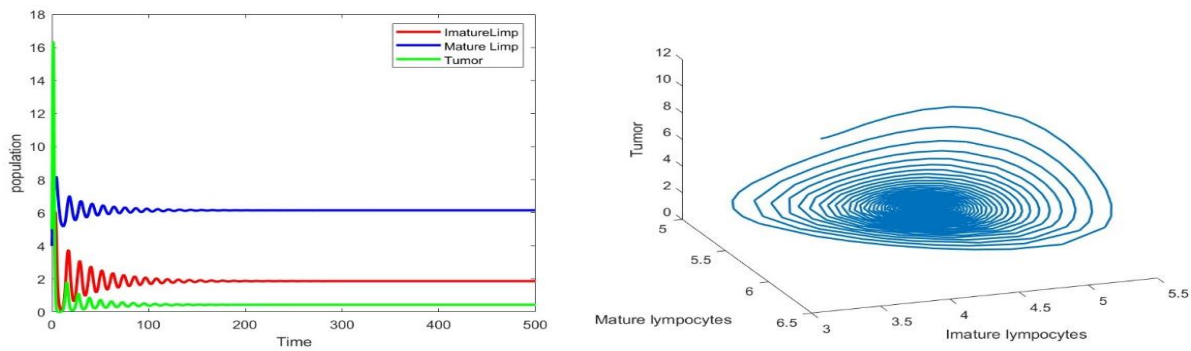 18
16
14
12
10
8
6
4
2
0
population
0 100 200 300 400 500
Time
ImatureLimp
Mature Limp
Tumor
12
10
8
6
4
2
0
Tumor
5
5.5
6
6.5
Mature lympocytes
3 3.5 4 4.5 5 5.5
Imature lympocytes